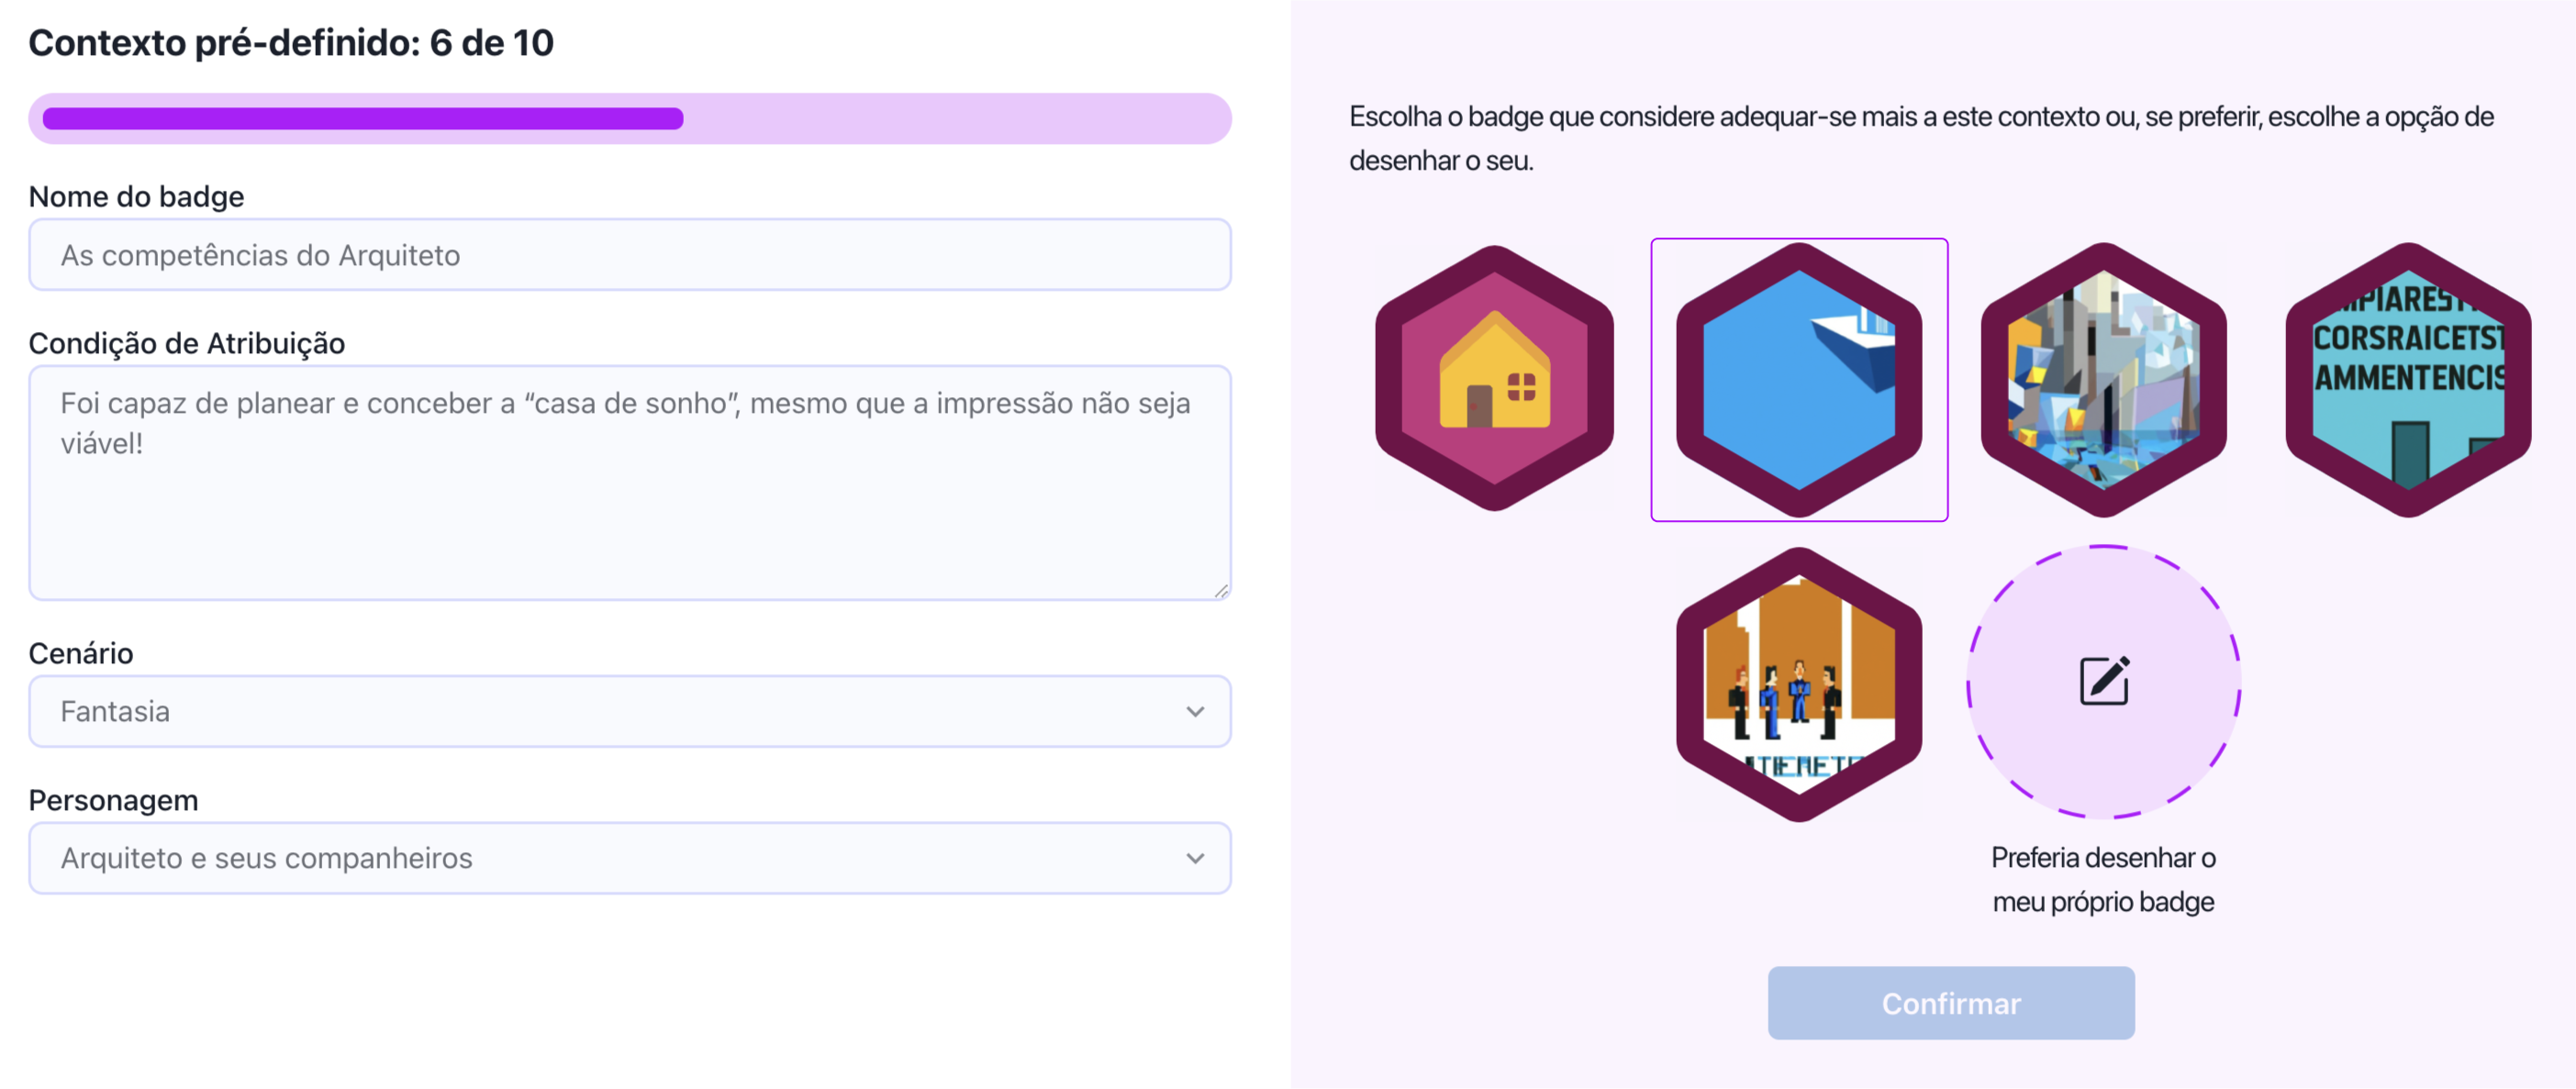 Contexto pré-definido: 6 de 10
Nome do badge
As competências do Arquiteto
Condição de Atribuição
Foi capaz de planear e conceber a “casa de sonho”, mesmo que a impressão não seja
viável!
Cenário
Fantasia
Personagem
Arquiteto e seus companheiros
Escolha o badge que considere adequar-se mais a este contexto ou, se preferir, escolhe a opção de
desenhar o seu.
CORSRAICETST
AMMENTENCIS
Preferia desenhar o
meu próprio badge
Confirmar